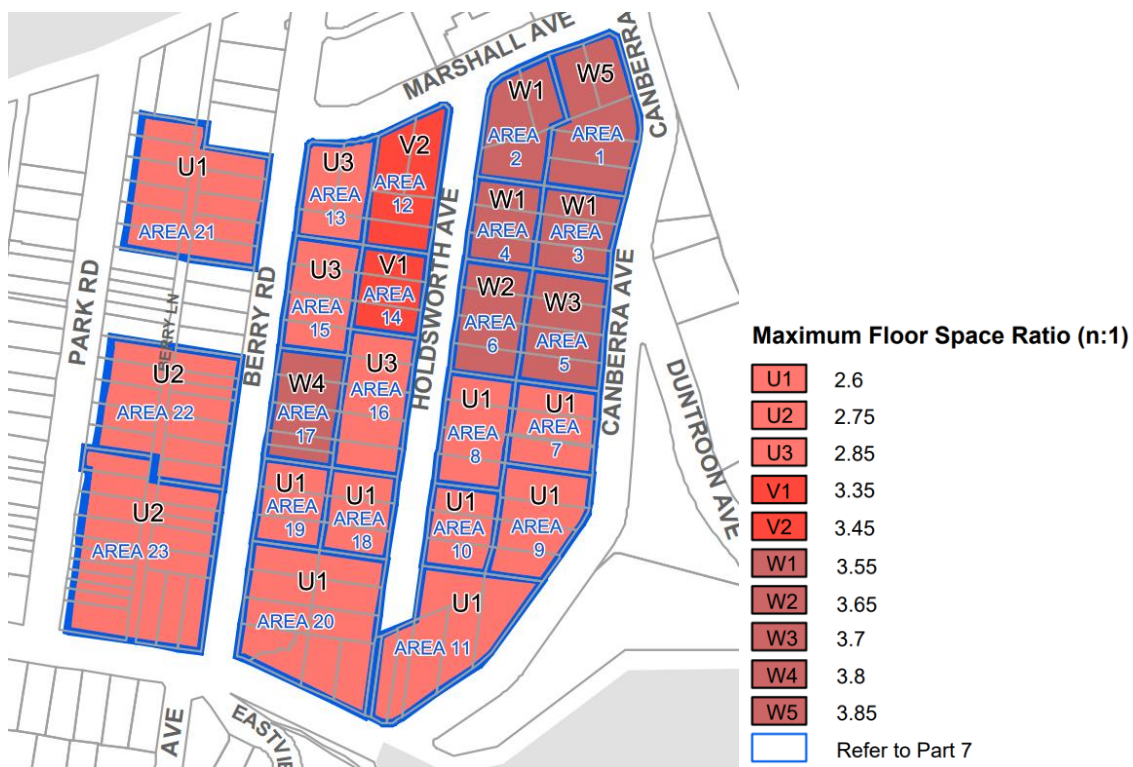 MARSHALL AVE
CANBERRA
W5
W1
AREA
2
AREA
1
V2
U3
AREA
12
AREA
13
U1
AREA 21
W1
AREA
4
W1
AREA
3
CANBERRA AVE
HOLDSWORTH AVE
V1
AREA
14
U3
AREA
15
W2
AREA
6
W3
AREA
5
PARK RD
BERRY LN
BERRY RD
U2
AREA 22
U3
AREA
16
W4
AREA
17
U1
AREA
8
U1
AREA
7
CANBERRA AVE
DUNTROON AVE
U1
AREA
19
U1
AREA
18
U1
AREA
10
U1
AREA
9
U2
AREA 23
U1
AREA 20
U1
AREA 11
AVE
EASTVIE
Maximum Floor Space Ratio (n:1)
U1 2.6
U2 2.75
U3 2.85
V1 3.35
V2 3.45
W1 3.55
W2 3.65
W3 3.7
W4 3.8
W5 3.85
Refer to Part 7